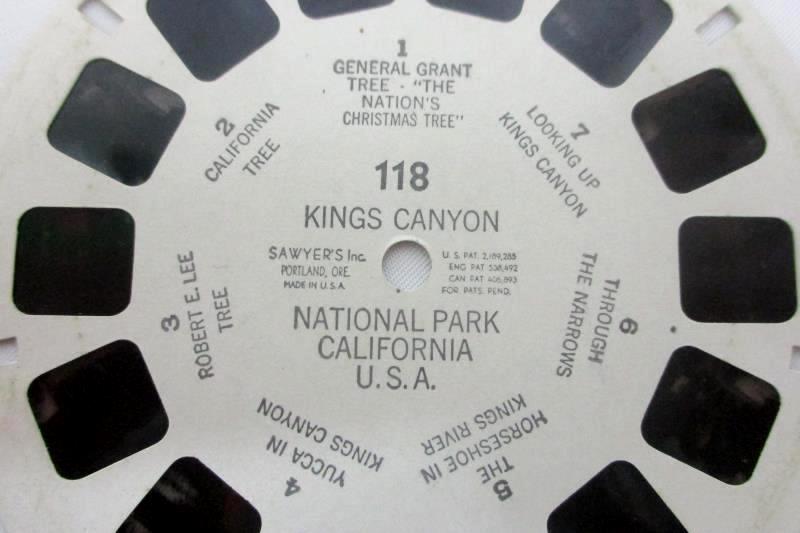 1
GENERAL GRANT
TREE - "THE
NATION'S
CHRISTMAS TREE"
2
CALIFORNIA
TREE
7
LOOKING UP
KINGS CANYON
118
KINGS CANYON
SAWYER'S Inc.
PORTLAND, ORE.
MADE IN U.S.A.
U.S. PAT. 2,189,285
ENG PAT 538,492
CAN PAT 406,893
FOR. PATS. PEND.
NATIONAL PARK
CALIFORNIA
U.S.A.
3
ROBERT E. LEE
TREE
6
THROUGH
THE NARROWS
4
YUCCA IN
KINGS CANYON
5
THE
HORSESHOE IN
KINGS RIVER